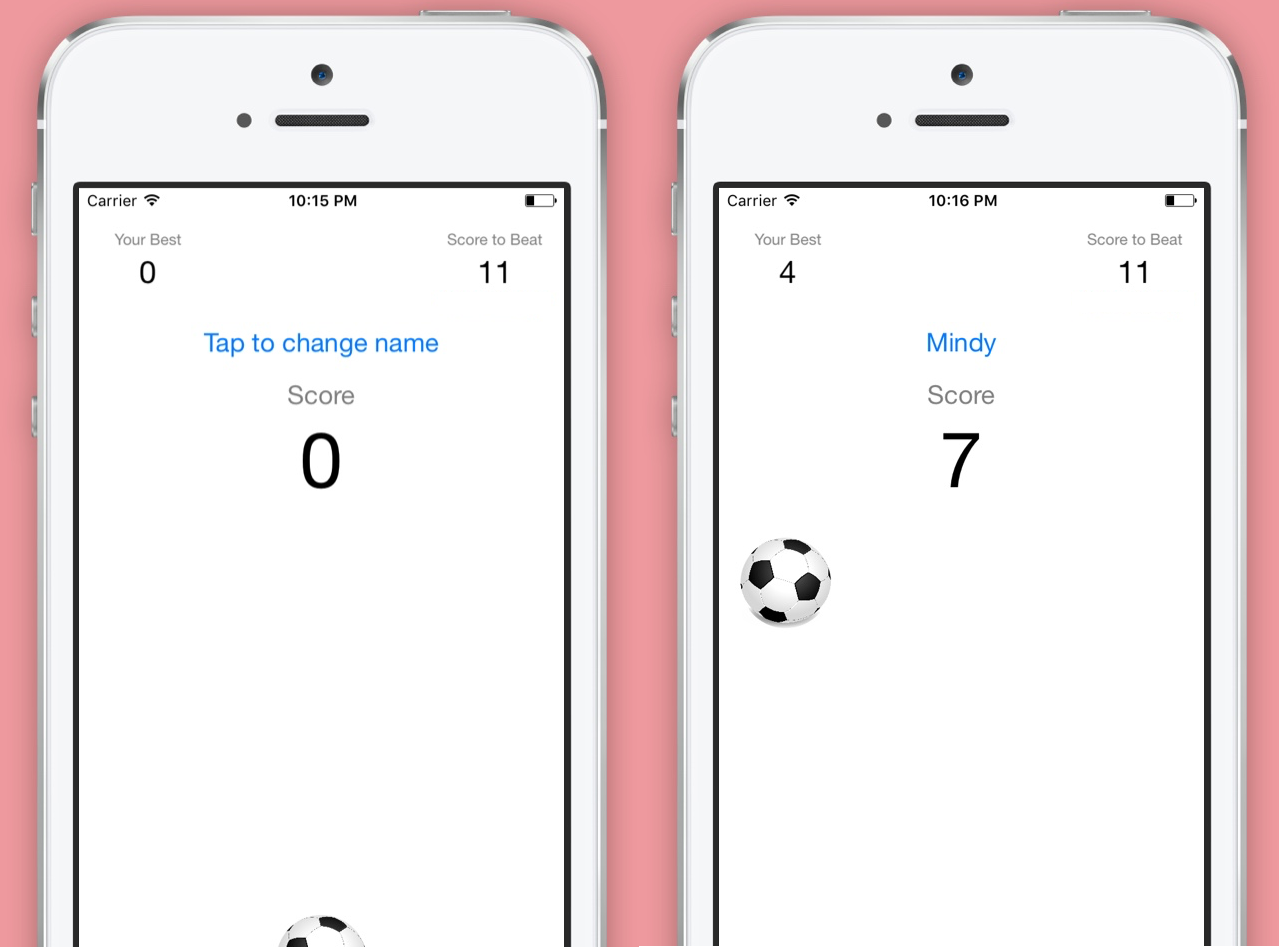 Carrier 10:15 PM
Your Best Score to Beat
0 11
Tap to change name
Score
0
Carrier 10:16 PM
Your Best Score to Beat
4 11
Mindy
Score
7